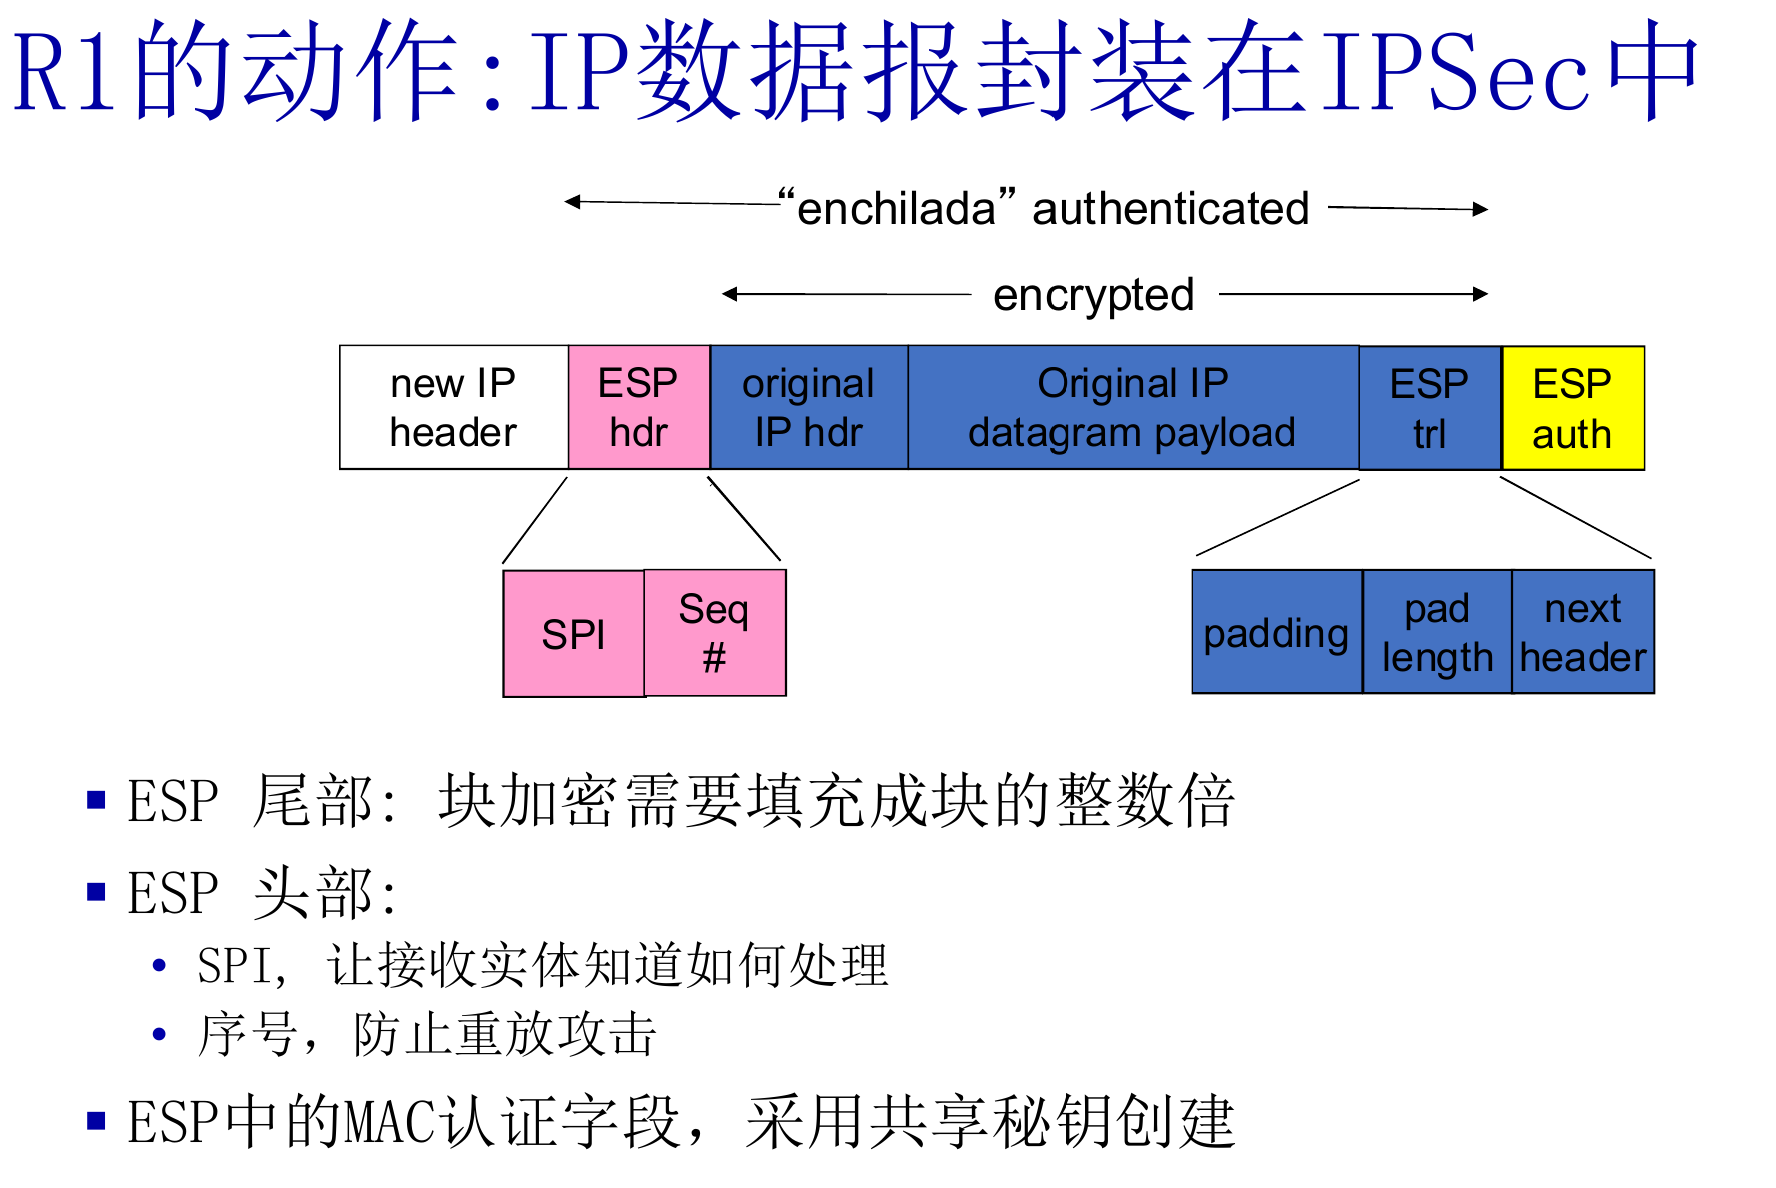 R1的动作:IP数据报封装在IPSec中
“enchilada” authenticated
encrypted
new IP
header
ESP
hdr
original
IP hdr
Original IP
datagram payload
ESP
trl
ESP
auth
SPI
Seq
#
padding
pad
length
next
header
ESP 尾部: 块加密需要填充成块的整数倍
ESP 头部:
SPI, 让接收实体知道如何处理
序号，防止重放攻击
ESP中的MAC认证字段，采用共享秘钥创建